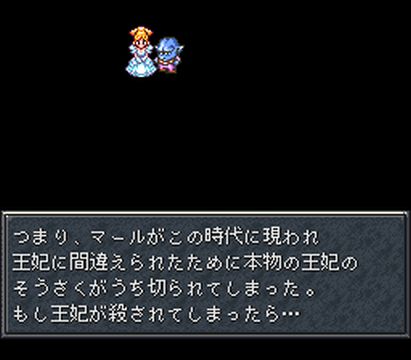 つまり、マールがこの時代に現われ
王妃に間違えられたために本物の王妃の
そうさくがうち切られてしまった。
もし王妃が殺されてしまったら…